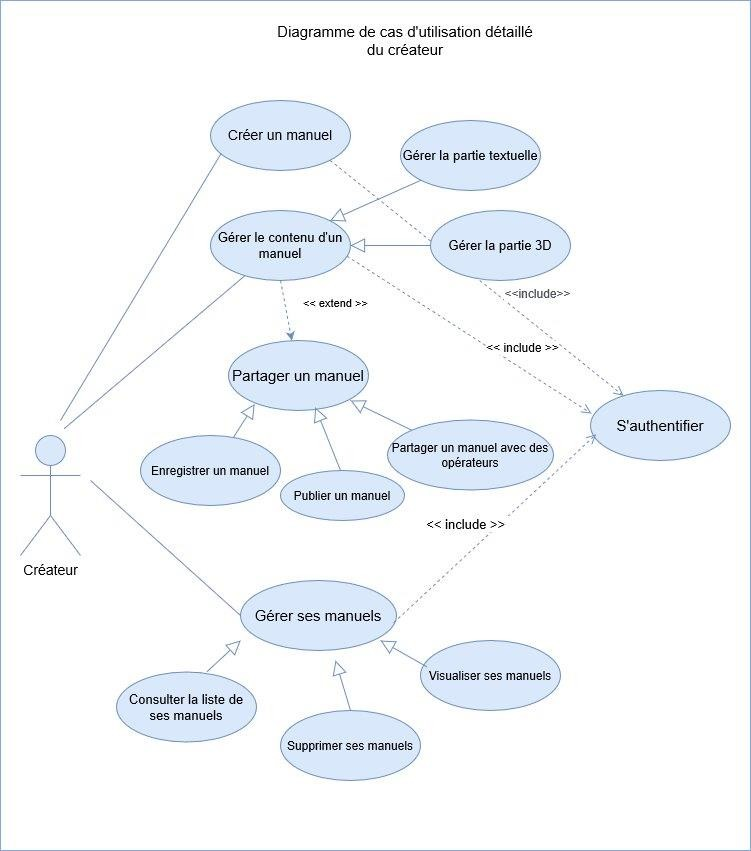 Diagramme de cas d'utilisation détaillé
du créateur
Créer un manuel
Gérer la partie textuelle
Gérer le contenu d'un
manuel
Gérer la partie 3D
<<include>>
<< extend >>
<< include >>
Partager un manuel
S'authentifier
Partager un manuel avec des
opérateurs
Enregistrer un manuel
Publier un manuel
<< include >>
Créateur
Gérer ses manuels
Visualiser ses manuels
Consulter la liste de
ses manuels
Supprimer ses manuels